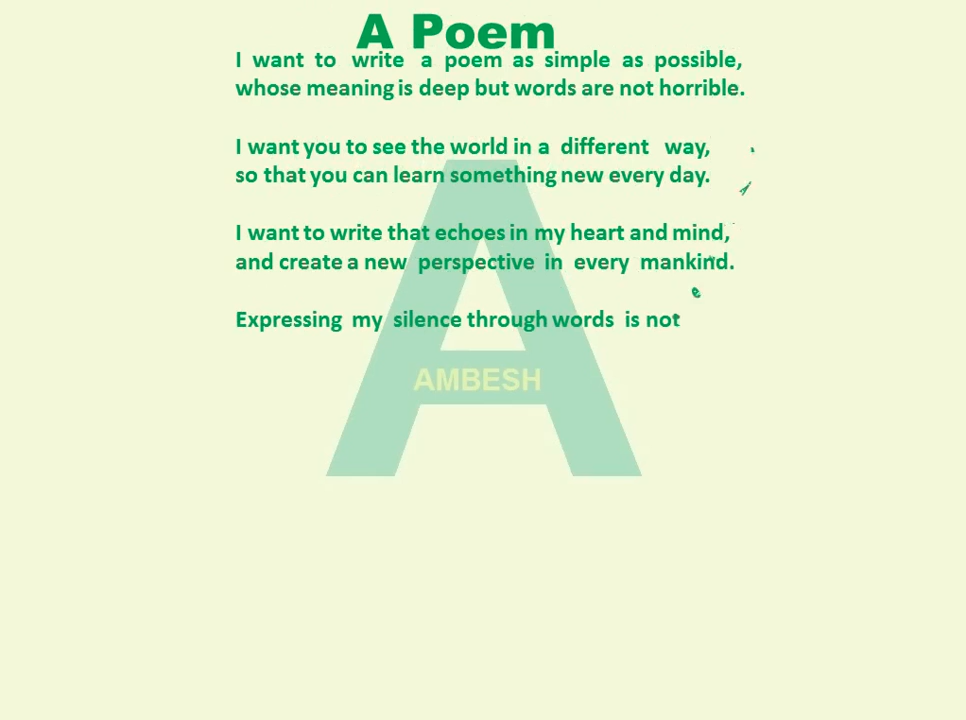 A Poem
I want to write a poem as simple as possible,
whose meaning is deep but words are not horrible.
I want you to see the world in a different way,
so that you can learn something new every day.
I want to write that echoes in my heart and mind,
and create a new perspective in every mankind.
Expressing my silence through words is not
AMBESH